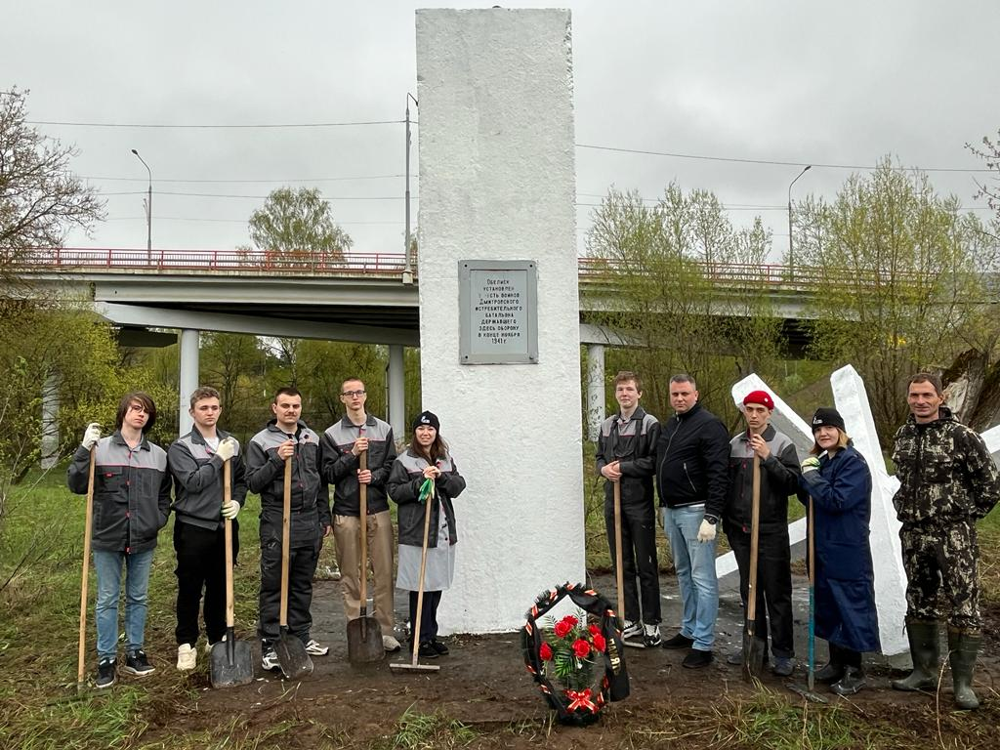 Обелиск
установлен
в честь воинов
Дмитровского
истребительного
батальона
державшего
здесь оборону
в конце ноября
1941 г.